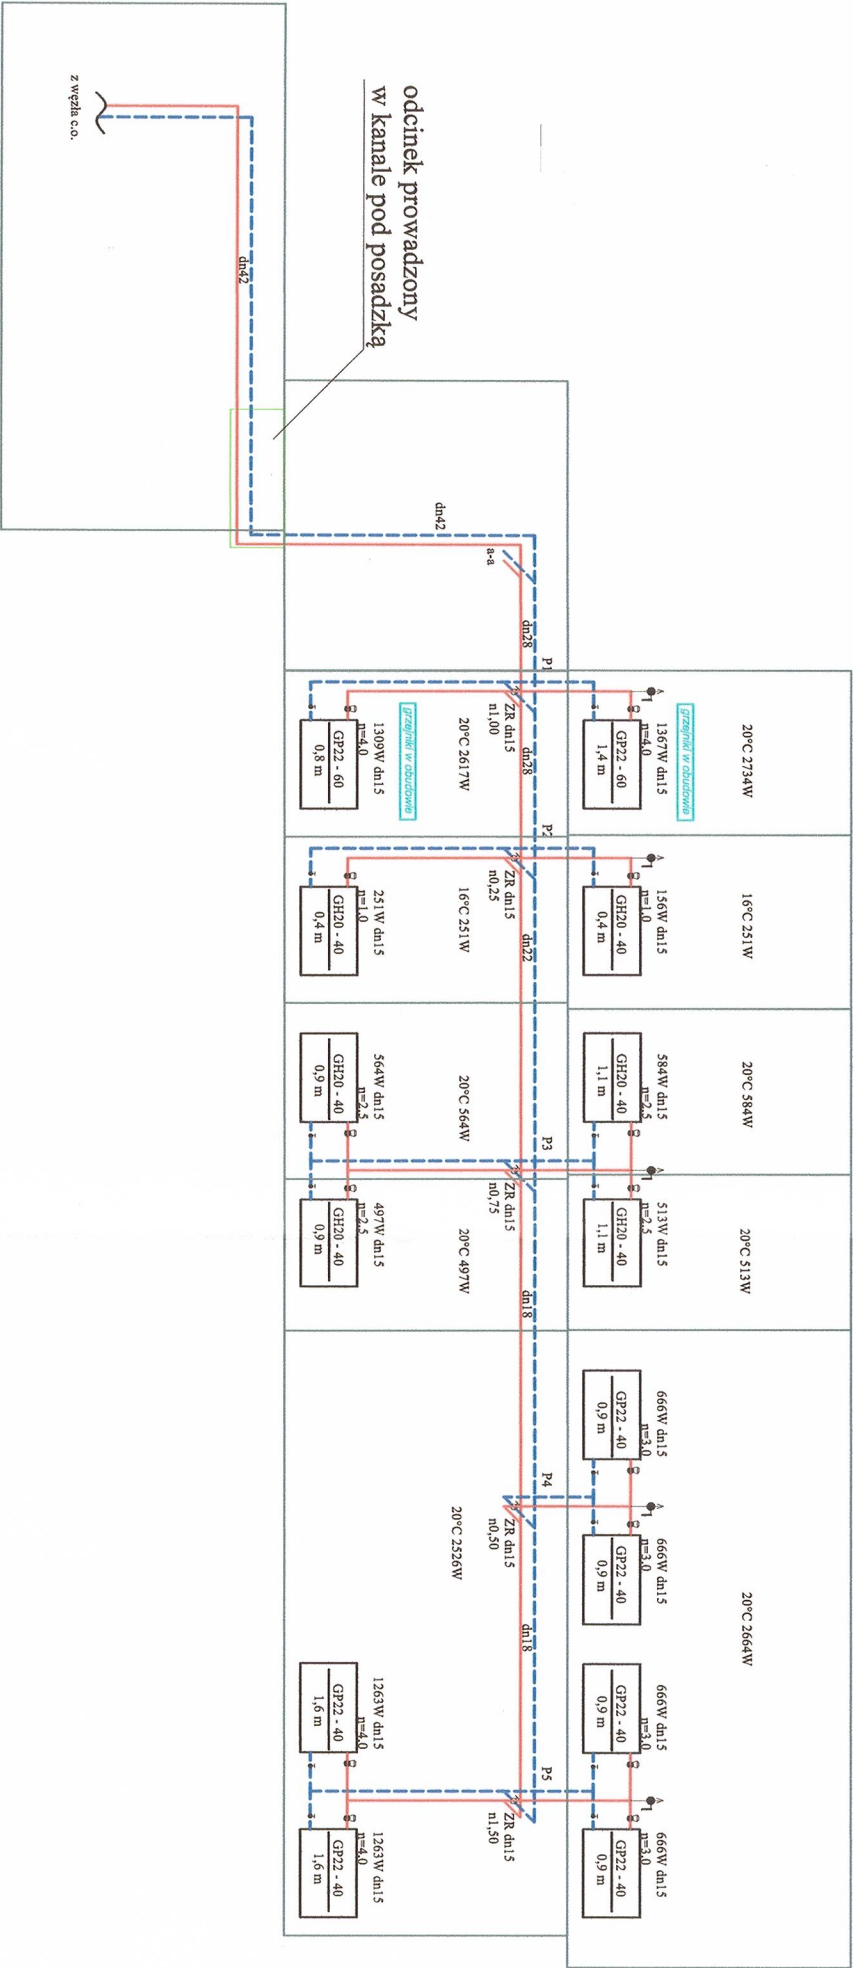 z węzła c.o.
odcinek prowadzony
w kanale pod posadzką
dn42
dn42
a-a
dn28
P1
ZR dn15
n1,00
dn28
P2
ZR dn15
n0,25
dn22
P3
ZR dn15
n0,75
dn18
P4
ZR dn15
n0,50
dn18
P5
ZR dn15
n1,50
20°C 2734W
grzejniki w obudowie
1367W dn15
n=4.0
GP22 - 60
1,4 m
16°C 251W
156W dn15
n=1.0
GH20 - 40
0,4 m
20°C 584W
584W dn15
n=2.5
GH20 - 40
1,1 m
20°C 513W
513W dn15
n=2.5
GH20 - 40
1,1 m
20°C 2664W
666W dn15
n=3.0
GP22 - 40
0,9 m
666W dn15
n=3.0
GP22 - 40
0,9 m
666W dn15
n=3.0
GP22 - 40
0,9 m
666W dn15
n=3.0
GP22 - 40
0,9 m
20°C 2617W
grzejniki w obudowie
1309W dn15
n=4.0
GP22 - 60
0,8 m
16°C 251W
251W dn15
n=1.0
GH20 - 40
0,4 m
20°C 564W
564W dn15
n=2.5
GH20 - 40
0,9 m
20°C 497W
497W dn15
n=2.5
GH20 - 40
0,9 m
20°C 2526W
1263W dn15
n=4.0
GP22 - 40
1,6 m
1263W dn15
n=4.0
GP22 - 40
1,6 m